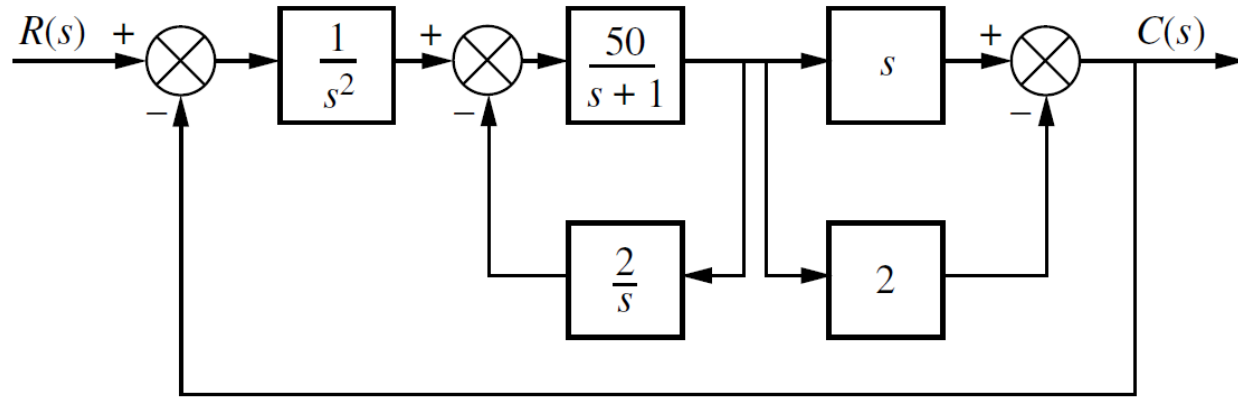 R(s) + − 1/s² + − 50/(s + 1) s + − C(s)
2/s 2